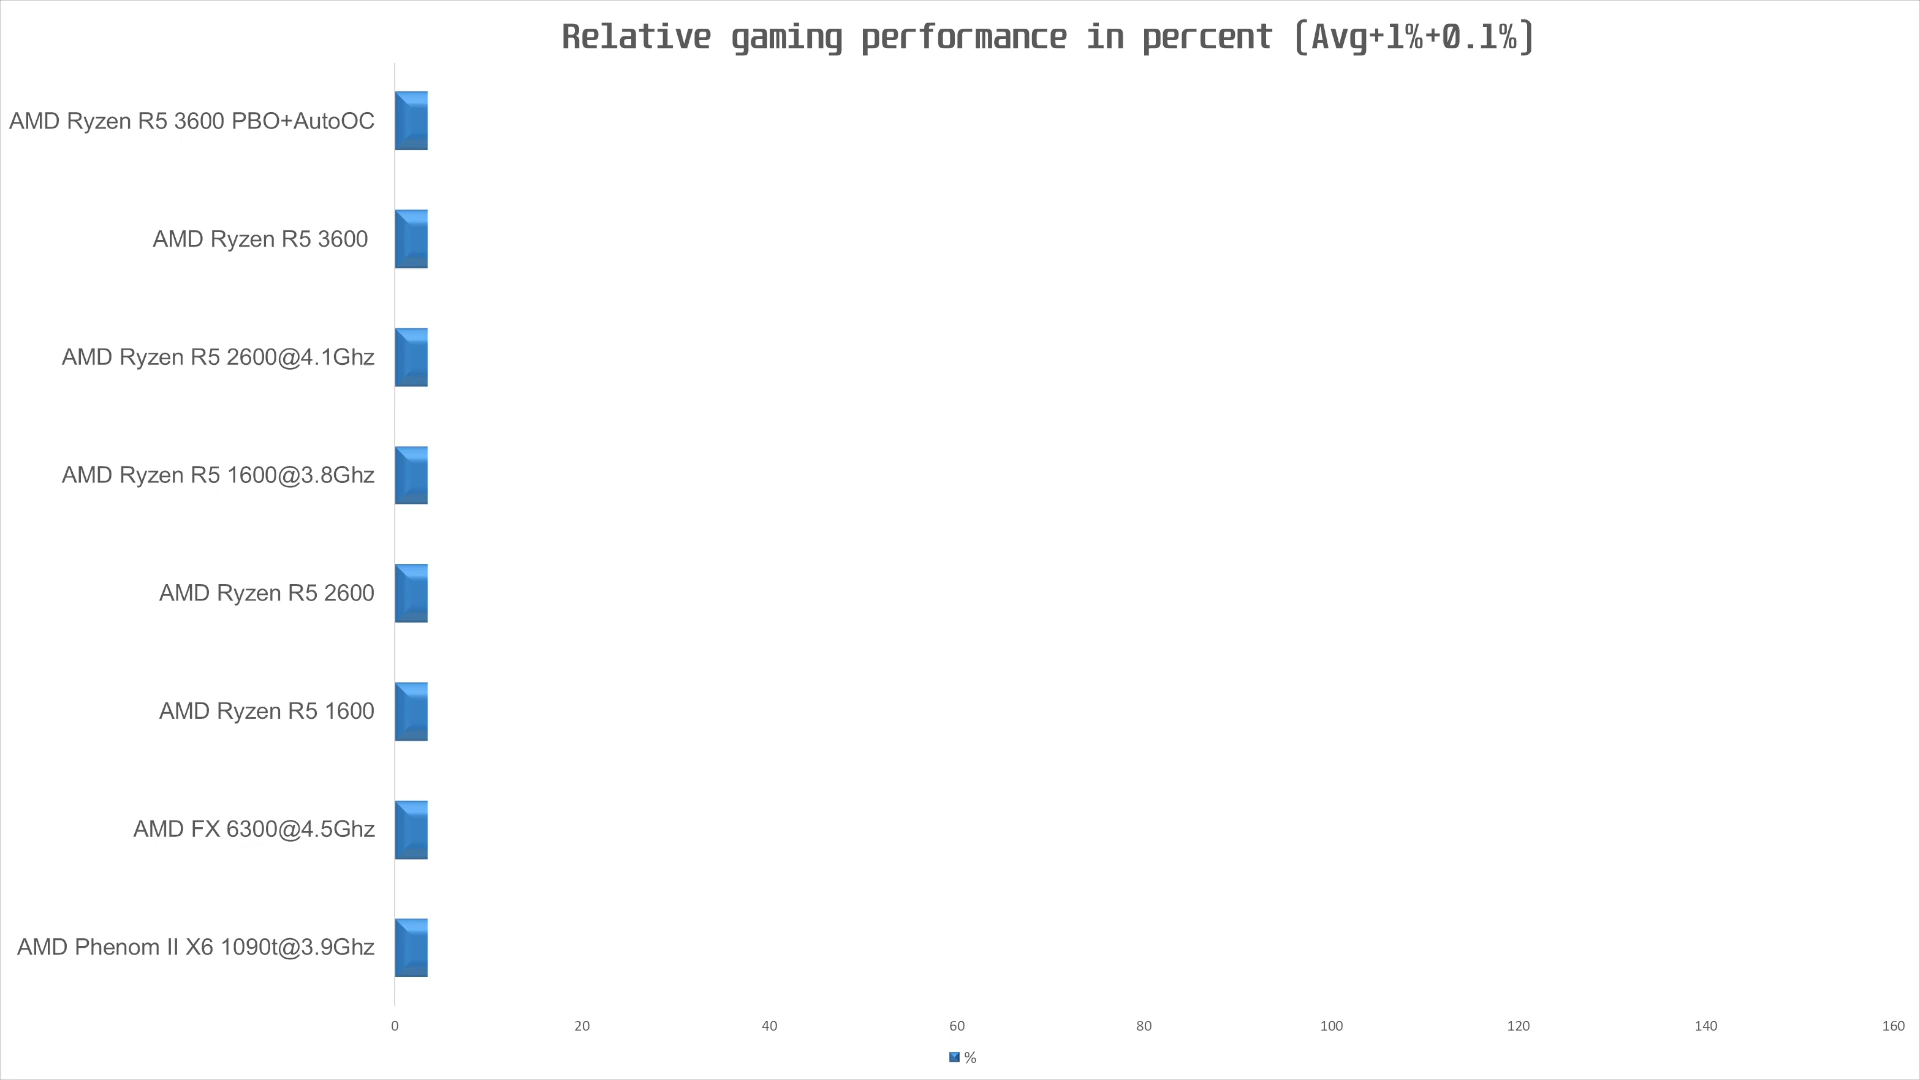 Relative gaming performance in percent (Avg+1%+0.1%)
AMD Ryzen R5 3600 PBO+AutoOC
AMD Ryzen R5 3600
AMD Ryzen R5 2600@4.1Ghz
AMD Ryzen R5 1600@3.8Ghz
AMD Ryzen R5 2600
AMD Ryzen R5 1600
AMD FX 6300@4.5Ghz
AMD Phenom II X6 1090t@3.9Ghz
0 20 40 60 80 100 120 140 160
%